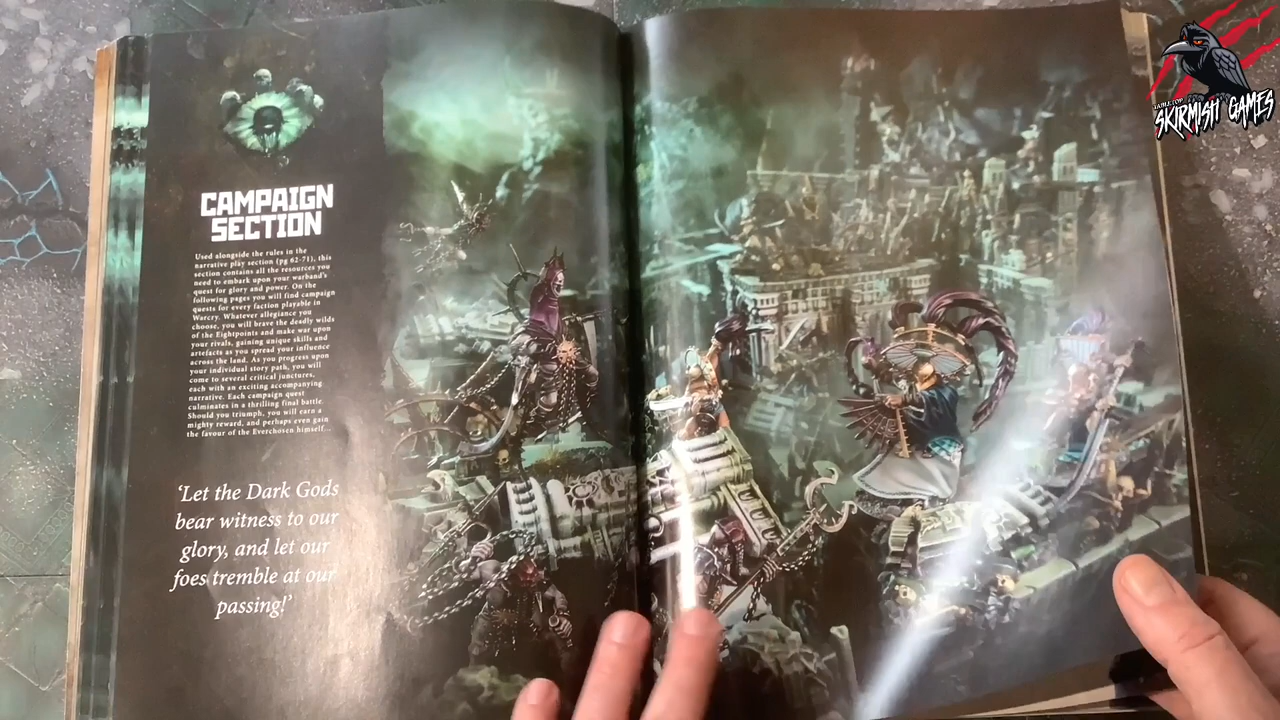 CAMPAIGN
SECTION
Used alongside the rules in the
narrative play section (pg 62-71), this
section contains all the resources you
need to embark upon your warband's
quest for glory and power. On the
following pages you will find campaign
quests for every faction playable in
Warcry. Whatever allegiance you
choose, you will brave the deadly wilds
of the Eightpoints and make war upon
your rivals, gaining unique skills and
artefacts as you spread your influence
across the land. As you progress upon
your individual story path, you will
come to several critical junctures,
each with an exciting accompanying
narrative. Each campaign quest
culminates in a thrilling final battle.
Should you triumph, you will earn a
mighty reward, and perhaps even gain
the favour of the Everchosen himself...
'Let the Dark Gods
bear witness to our
glory, and let our
foes tremble at our
passing!'
TABLETOP
SKIRMISH GAMES